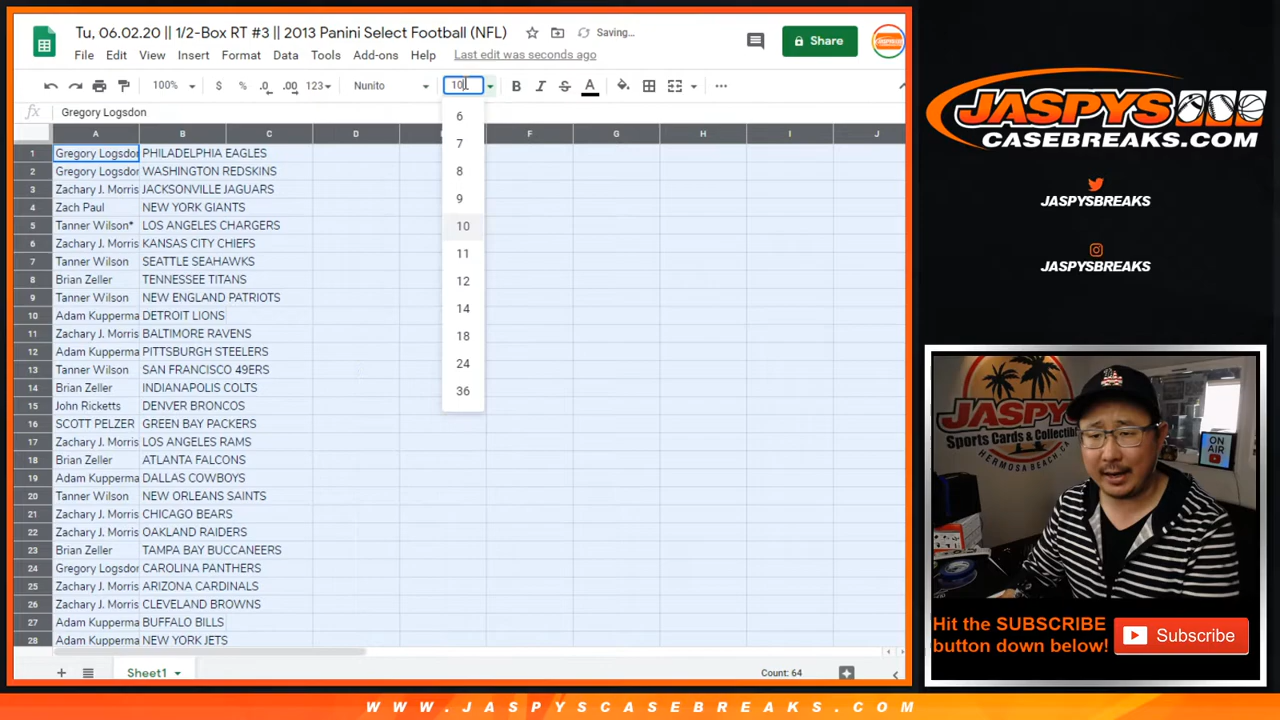 Tu, 06.02.20 || 1/2-Box RT #3 || 2013 Panini Select Football (NFL) Saving...
File Edit View Insert Format Data Tools Add-ons Help Last edit was seconds ago
Share
100% $ % .0 .00 123 Nunito 10 B I S A
fx Gregory Logsdon
A B C D F G H I J
1 Gregory Logsdon PHILADELPHIA EAGLES
2 Gregory Logsdon WASHINGTON REDSKINS
3 Zachary J. Morris JACKSONVILLE JAGUARS
4 Zach Paul NEW YORK GIANTS
5 Tanner Wilson* LOS ANGELES CHARGERS
6 Zachary J. Morris KANSAS CITY CHIEFS
7 Tanner Wilson SEATTLE SEAHAWKS
8 Brian Zeller TENNESSEE TITANS
9 Tanner Wilson NEW ENGLAND PATRIOTS
10 Adam Kupperma DETROIT LIONS
11 Zachary J. Morris BALTIMORE RAVENS
12 Adam Kupperma PITTSBURGH STEELERS
13 Tanner Wilson SAN FRANCISCO 49ERS
14 Brian Zeller INDIANAPOLIS COLTS
15 John Ricketts DENVER BRONCOS
16 SCOTT PELZER GREEN BAY PACKERS
17 Zachary J. Morris LOS ANGELES RAMS
18 Brian Zeller ATLANTA FALCONS
19 Adam Kupperma DALLAS COWBOYS
20 Tanner Wilson NEW ORLEANS SAINTS
21 Zachary J. Morris CHICAGO BEARS
22 Zachary J. Morris OAKLAND RAIDERS
23 Brian Zeller TAMPA BAY BUCCANEERS
24 Gregory Logsdon CAROLINA PANTHERS
25 Zachary J. Morris ARIZONA CARDINALS
26 Zachary J. Morris CLEVELAND BROWNS
27 Adam Kupperma BUFFALO BILLS
28 Adam Kupperma NEW YORK JETS
6
7
8
9
10
11
12
14
18
24
36
Sheet1
Count: 64
JASPYS
CASEBREAKS.COM
JASPYSBREAKS
JASPYSBREAKS
JASPYS
Sports Cards & Collectibl
HERMOSA BEACH, CA
ON
AIR
Hit the SUBSCRIBE
button down below!
Subscribe
WWW.JASPYSCASEBREAKS.COM